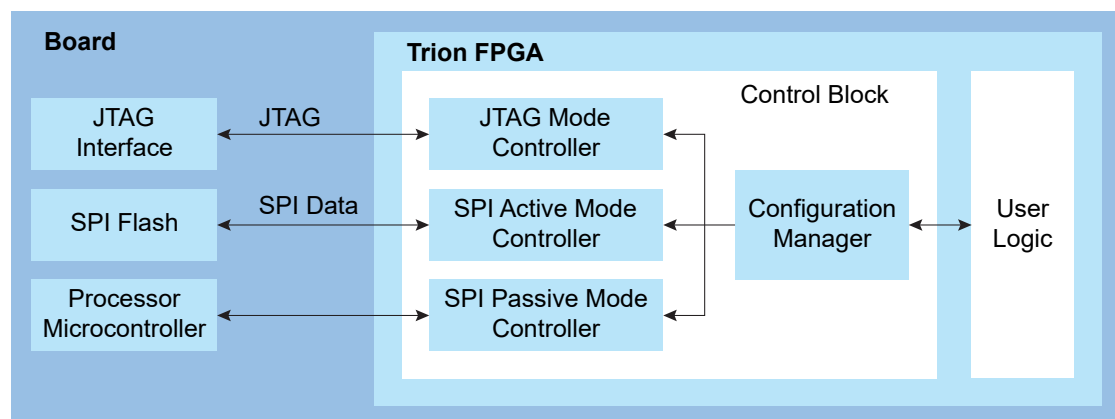 Board
Trion FPGA
Control Block
JTAG
Interface
JTAG
JTAG Mode
Controller
SPI Flash
SPI Data
SPI Active Mode
Controller
Configuration
Manager
User
Logic
Processor
Microcontroller
SPI Passive Mode
Controller